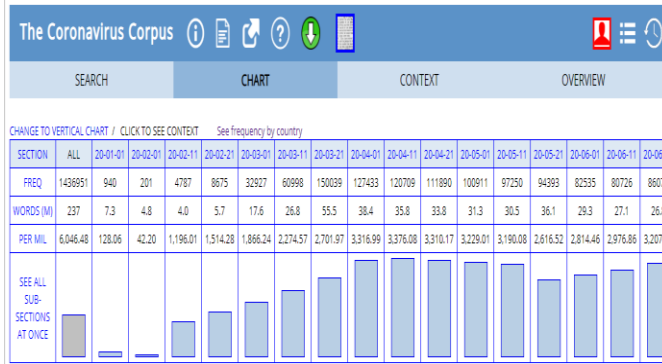 The Coronavirus Corpus
SEARCH CHART CONTEXT OVERVIEW
CHANGE TO VERTICAL CHART / CLICK TO SEE CONTEXT See frequency by country
SECTION ALL 20-01-01 20-02-01 20-02-11 20-02-21 20-03-01 20-03-11 20-03-21 20-04-01 20-04-11 20-04-21 20-05-01 20-05-11 20-05-21 20-06-01 20-06-11
FREQ 1436951 940 201 4787 8675 32927 60998 150039 127433 120709 111890 100911 97250 94393 82535 80726
WORDS (M) 237 7.3 4.8 4.0 5.7 17.6 26.8 55.5 38.4 35.8 33.8 31.3 30.5 36.1 29.3 27.1
PER MIL 6,046.48 128.06 42.20 1,196.01 1,514.28 1,866.24 2,274.57 2,701.97 3,316.99 3,376.08 3,310.17 3,229.01 3,190.08 2,616.52 2,814.46 2,976.86
SEE ALL
SUB-
SECTIONS
AT ONCE